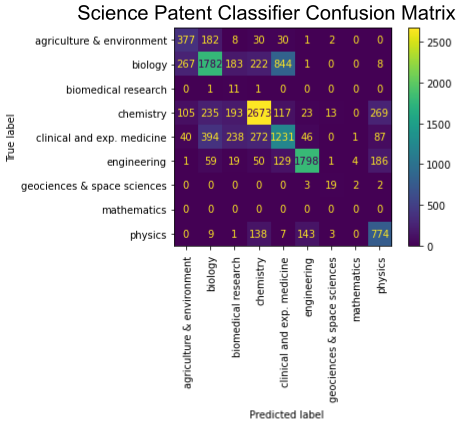 Science Patent Classifier Confusion Matrix
agriculture & environment 377 182 8 30 30 1 2 0 0
biology 267 1782 183 222 844 1 0 0 8
biomedical research 0 1 11 1 0 0 0 0 0
chemistry 105 235 193 2673 117 23 13 0 269
clinical and exp. medicine 40 394 238 272 1231 46 0 1 87
engineering 1 59 19 50 129 1798 1 4 186
geociences & space sciences 0 0 0 0 0 3 19 2 2
mathematics 0 0 0 0 0 0 0 0 0
physics 0 9 1 138 7 143 3 0 774
True label
agriculture & environment
biology
biomedical research
chemistry
clinical and exp. medicine
engineering
geociences & space sciences
mathematics
physics
Predicted label
2500
2000
1500
1000
500
0